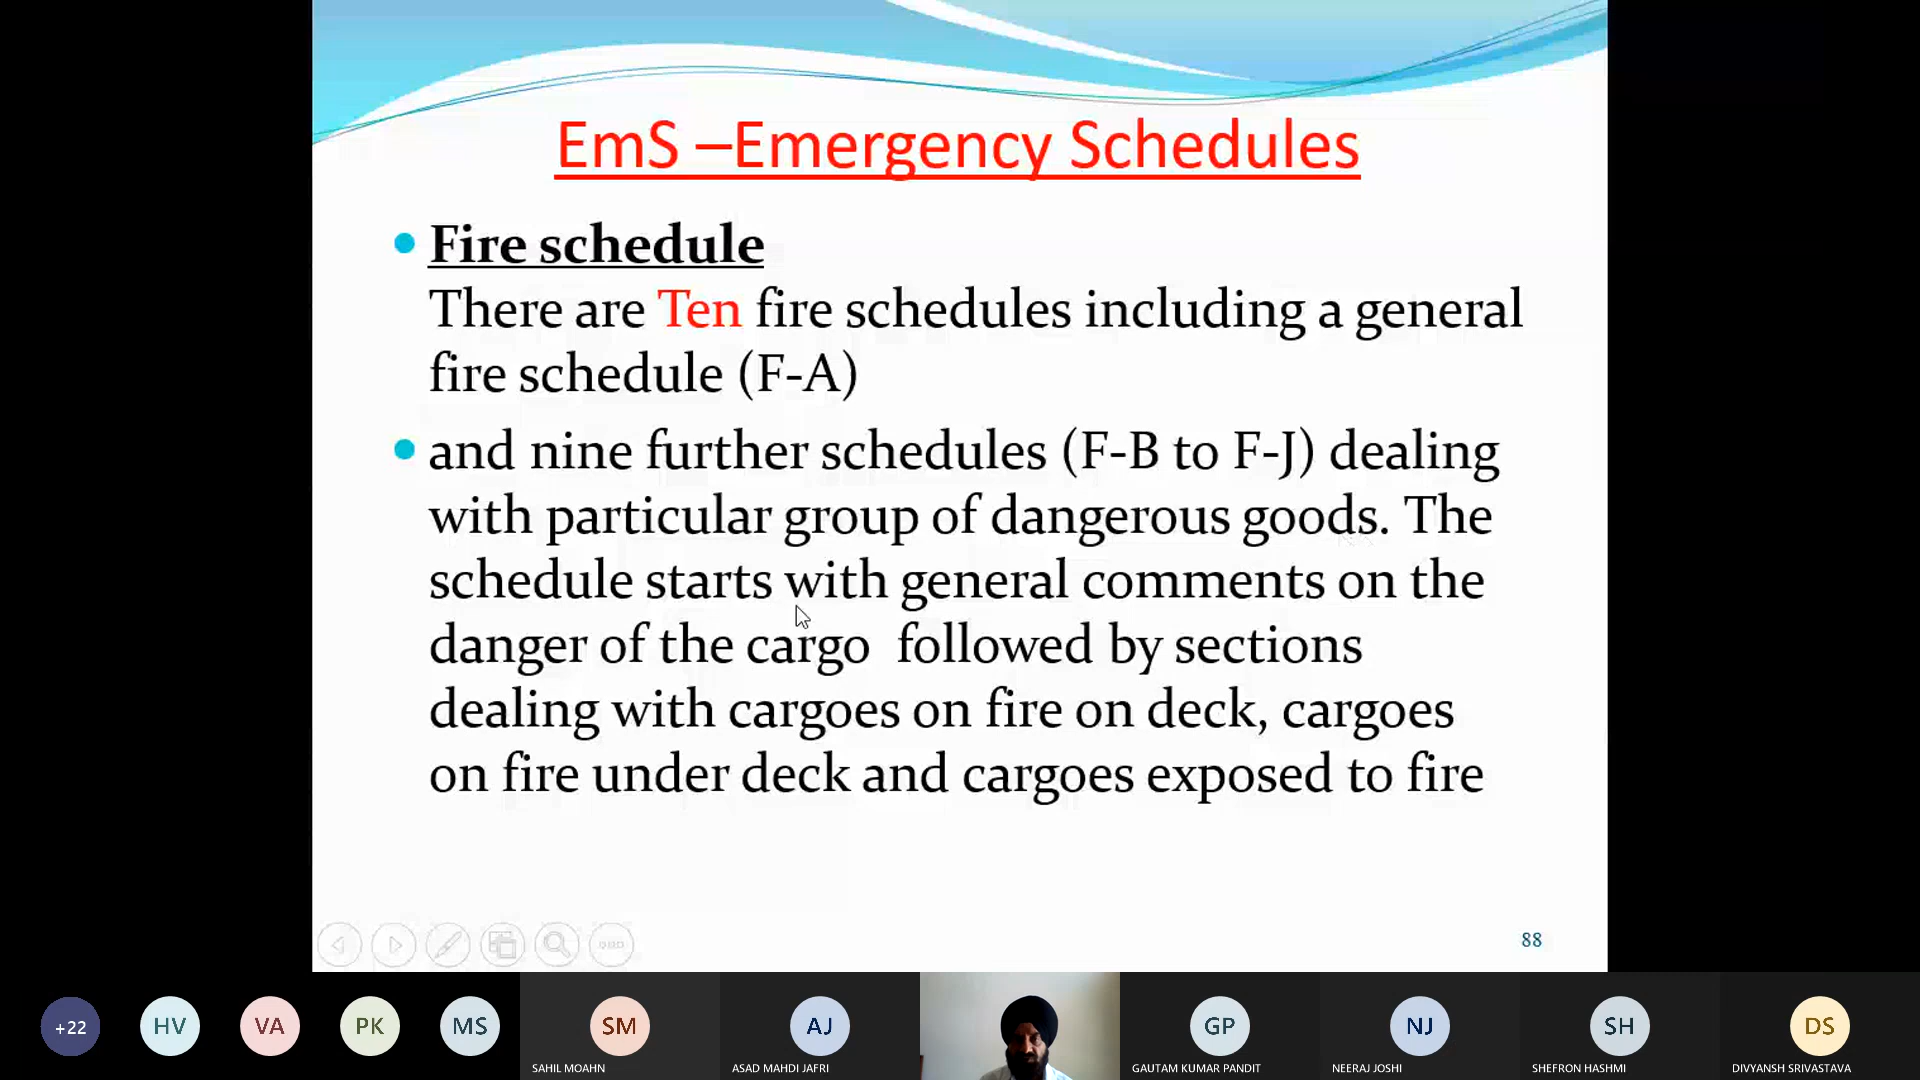 EmS –Emergency Schedules
Fire schedule
There are Ten fire schedules including a general
fire schedule (F-A)
and nine further schedules (F-B to F-J) dealing
with particular group of dangerous goods. The
schedule starts with general comments on the
danger of the cargo  followed by sections
dealing with cargoes on fire on deck, cargoes
on fire under deck and cargoes exposed to fire
88
+22
HV
VA
PK
MS
SM
AJ
GP
NJ
SH
DS
SAHIL MOAHN
ASAD MAHDI JAFRI
GAUTAM KUMAR PANDIT
NEERAJ JOSHI
SHEFRON HASHMI
DIVYANSH SRIVASTAVA